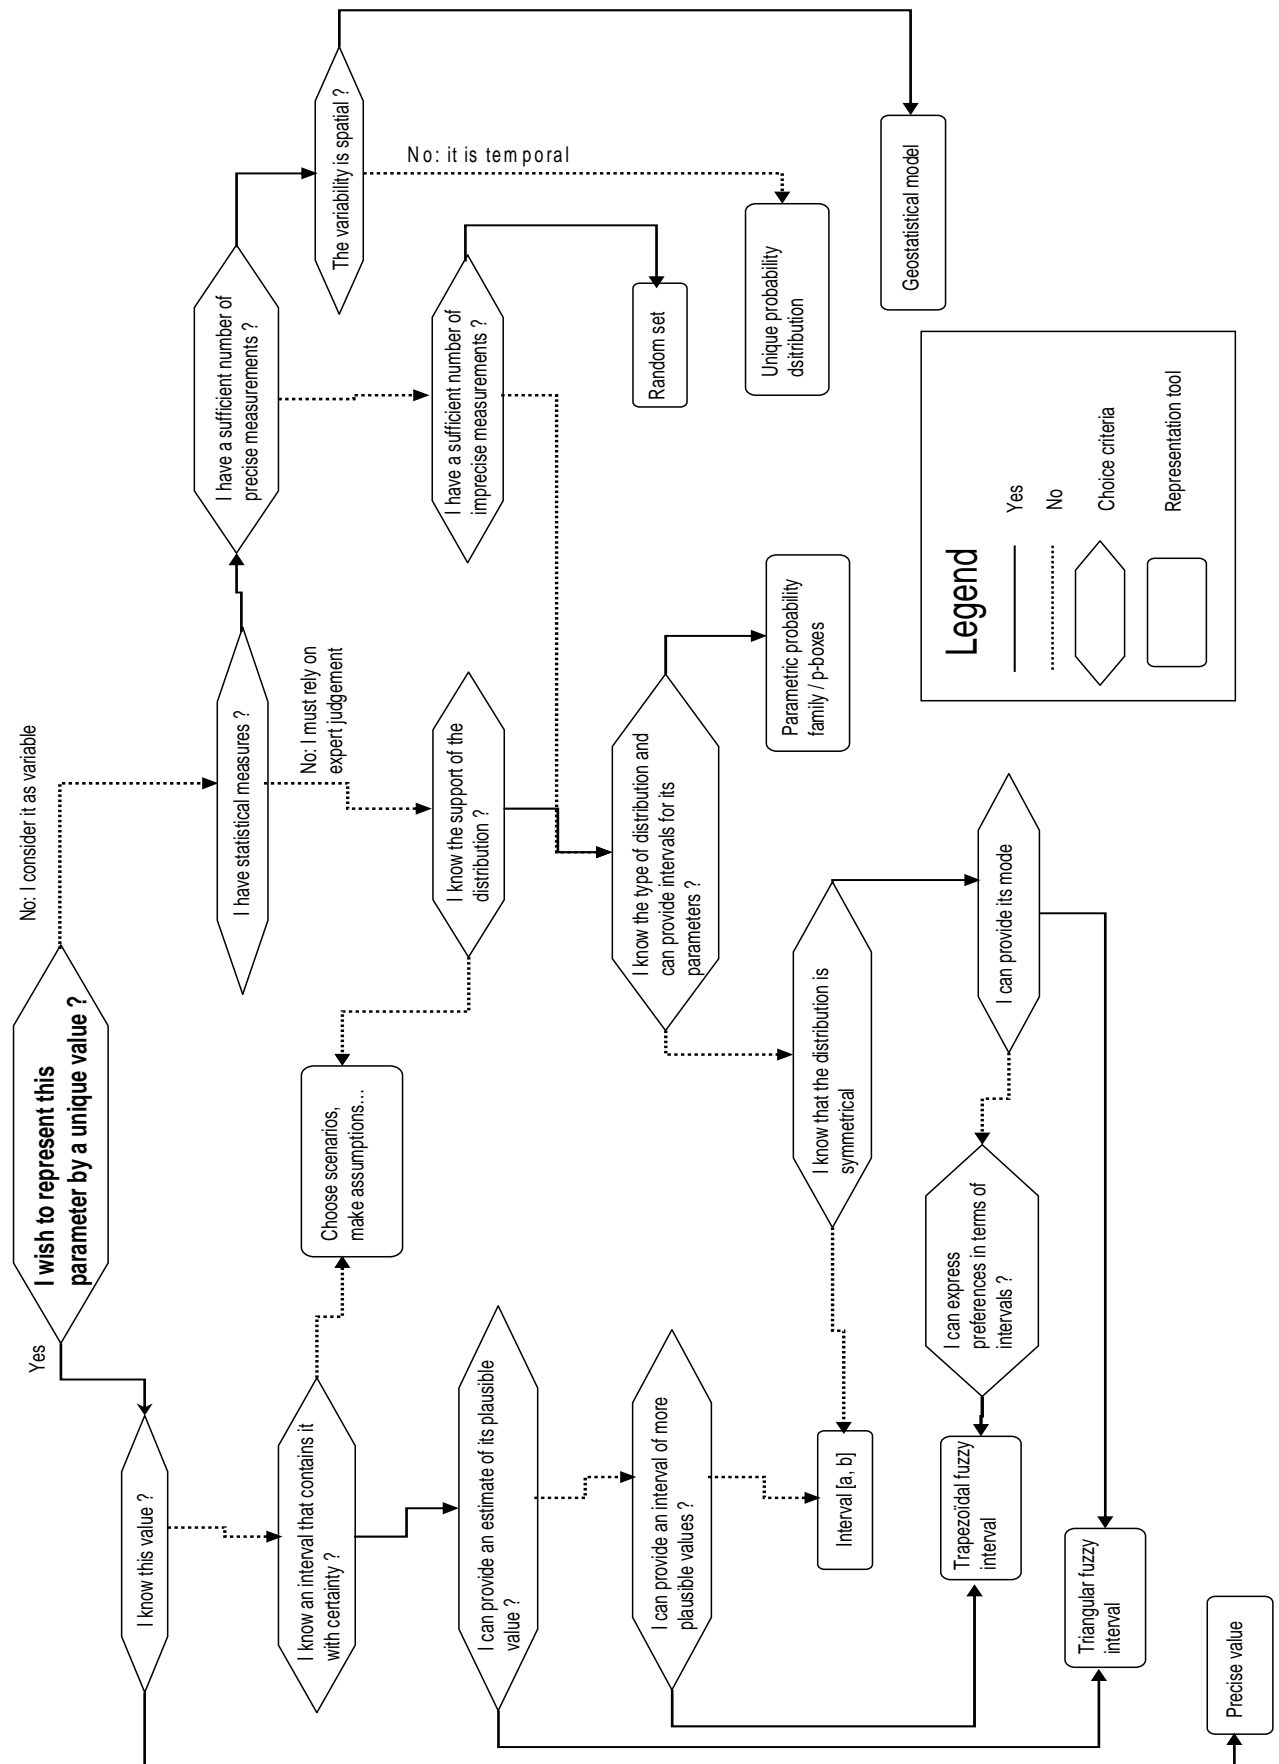 I wish to represent this
parameter by a unique value ?
Yes
No: I consider it as variable
I know this value ?
I have statistical measures ?
No: I must rely on
expert judgement
I have a sufficient number of
precise measurements ?
The variability is spatial ?
No: it is temporal
I know an interval that contains it
with certainty ?
Choose scenarios,
make assumptions…
I know the support of the
distribution ?
I have a sufficient number of
imprecise measurements ?
I can provide an estimate of its plausible
value ?
I can provide an interval of more
plausible values ?
I know the type of distribution and
can provide intervals for its
parameters ?
Random set
Unique probability
dsitribution
Geostatistical model
Parametric probability
family / p-boxes
I know that the distribution is
symmetrical
Interval [a, b]
I can provide its mode
I can express
preferences in terms of
intervals ?
Trapezoïdal fuzzy
interval
Triangular fuzzy
interval
Precise value
Legend
Yes
No
Choice criteria
Representation tool